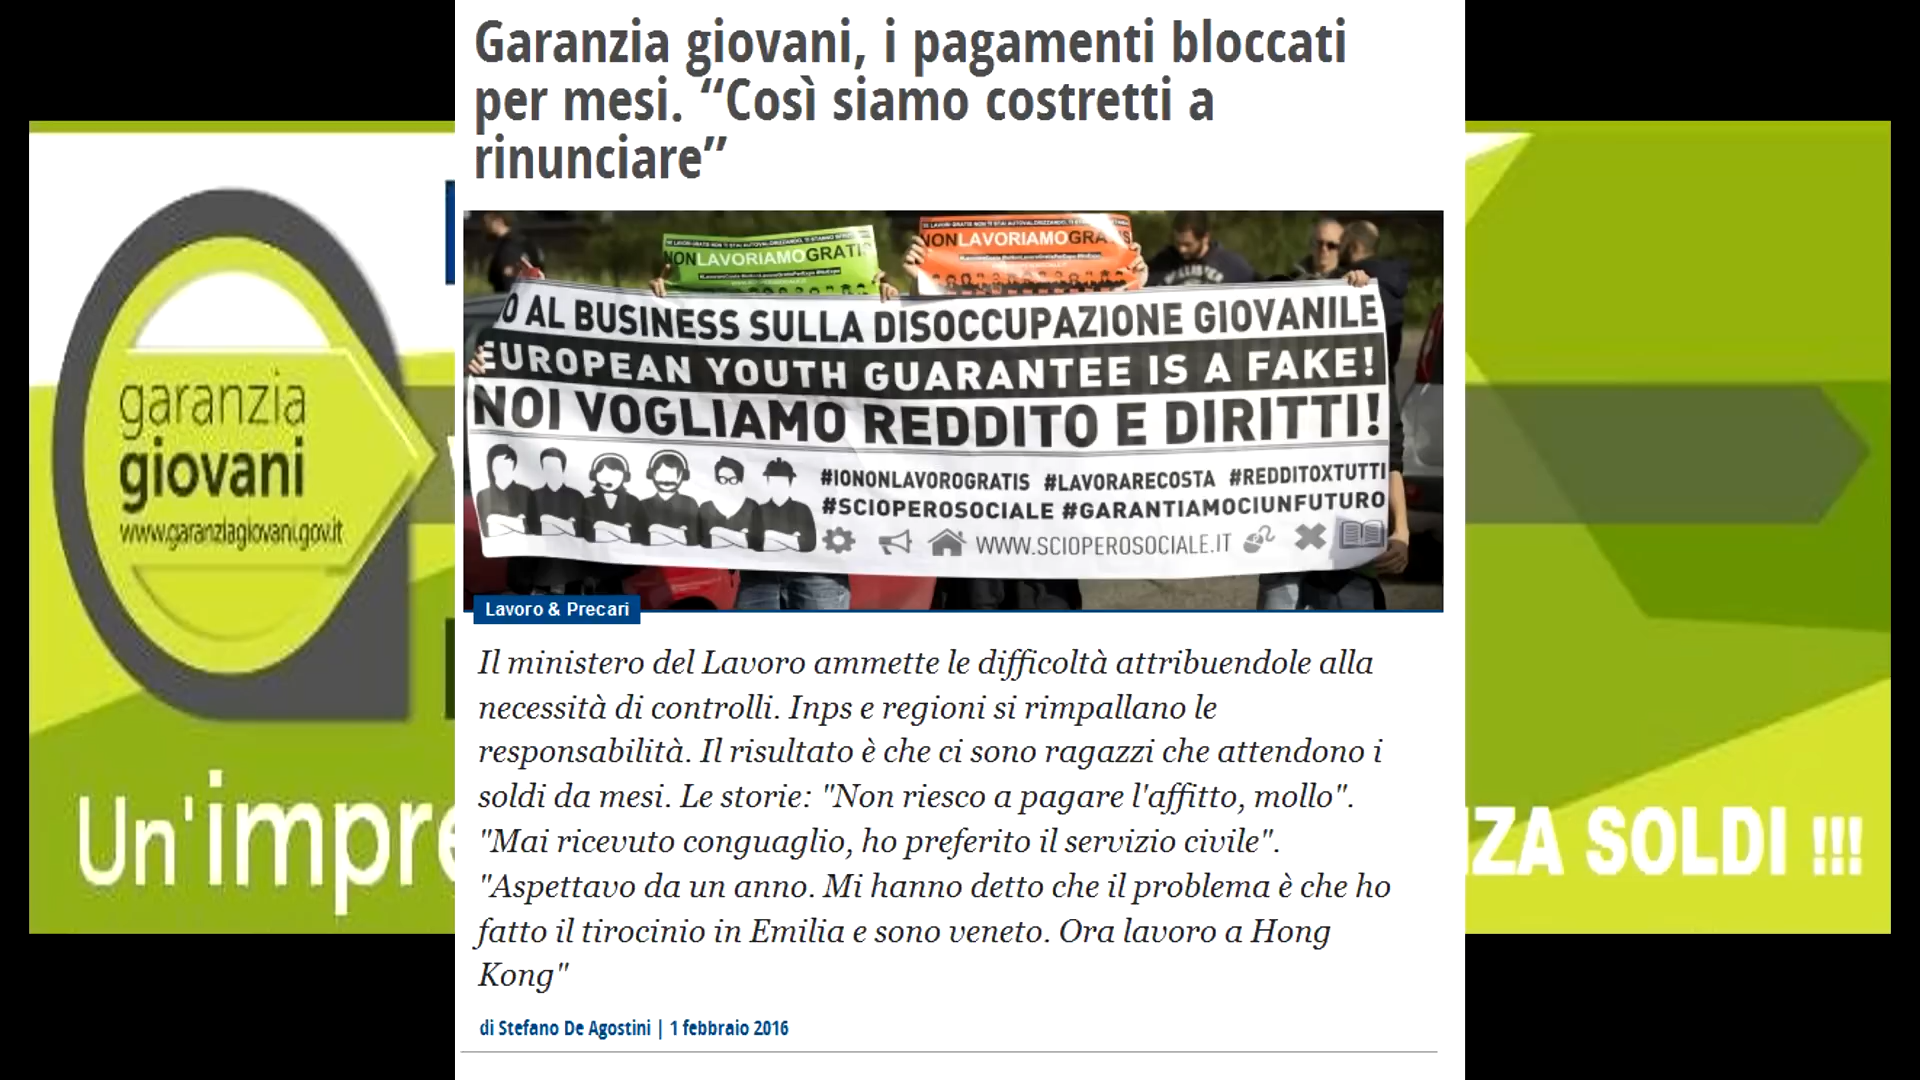 Garanzia giovani, i pagamenti bloccati
per mesi. “Così siamo costretti a
rinunciare”
NONLAVORIAMOGRATIS
NONLAVORIAMOGRA S
O AL BUSINESS SULLA DISOCCUPAZIONE GIOVANILE
EUROPEAN YOUTH GUARANTEE IS A FAKE!
NOI VOGLIAMO REDDITO E DIRITTI!
#IONONLAVOROGRATIS #LAVORARECOSTA #REDDITOXTUTTI
#SCIOPEROSOCIALE #GARANTIAMOCIUNFUTURO
WWW.SCIOPEROSOCIALE.IT
Lavoro & Precari
Il ministero del Lavoro ammette le difficoltà attribuendole alla
necessità di controlli. Inps e regioni si rimpallano le
responsabilità. Il risultato è che ci sono ragazzi che attendono i
soldi da mesi. Le storie: "Non riesco a pagare l'affitto, mollo".
"Mai ricevuto conguaglio, ho preferito il servizio civile".
"Aspettavo da un anno. Mi hanno detto che il problema è che ho
fatto il tirocinio in Emilia e sono veneto. Ora lavoro a Hong
Kong"
di Stefano De Agostini | 1 febbraio 2016
garanzia
giovani
www.garanziagiovani.gov.it
Un'impre
ZA SOLDI !!!